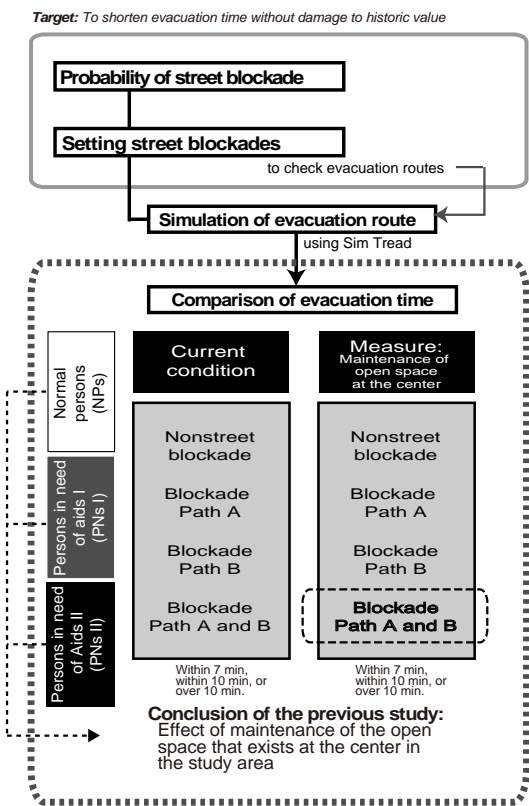 Target: To shorten evacuation time without damage to historic value
Probability of street blockade
Setting street blockades
to check evacuation routes
Simulation of evacuation route
using Sim Tread
Comparison of evacuation time
Normal
persons
(NPs)
Persons in need
of aids I
(PNs I)
Persons in need
of Aids II
(PNs II)
Current
condition
Nonstreet
blockade
Blockade
Path A
Blockade
Path B
Blockade
Path A and B
Within 7 min,
within 10 min, or
over 10 min.
Measure:
Maintenance of
open space
at the center
Nonstreet
blockade
Blockade
Path A
Blockade
Path B
Blockade
Path A and B
Within 7 min,
within 10 min, or
over 10 min.
Conclusion of the previous study:
Effect of maintenance of the open
space that exists at the center in
the study area